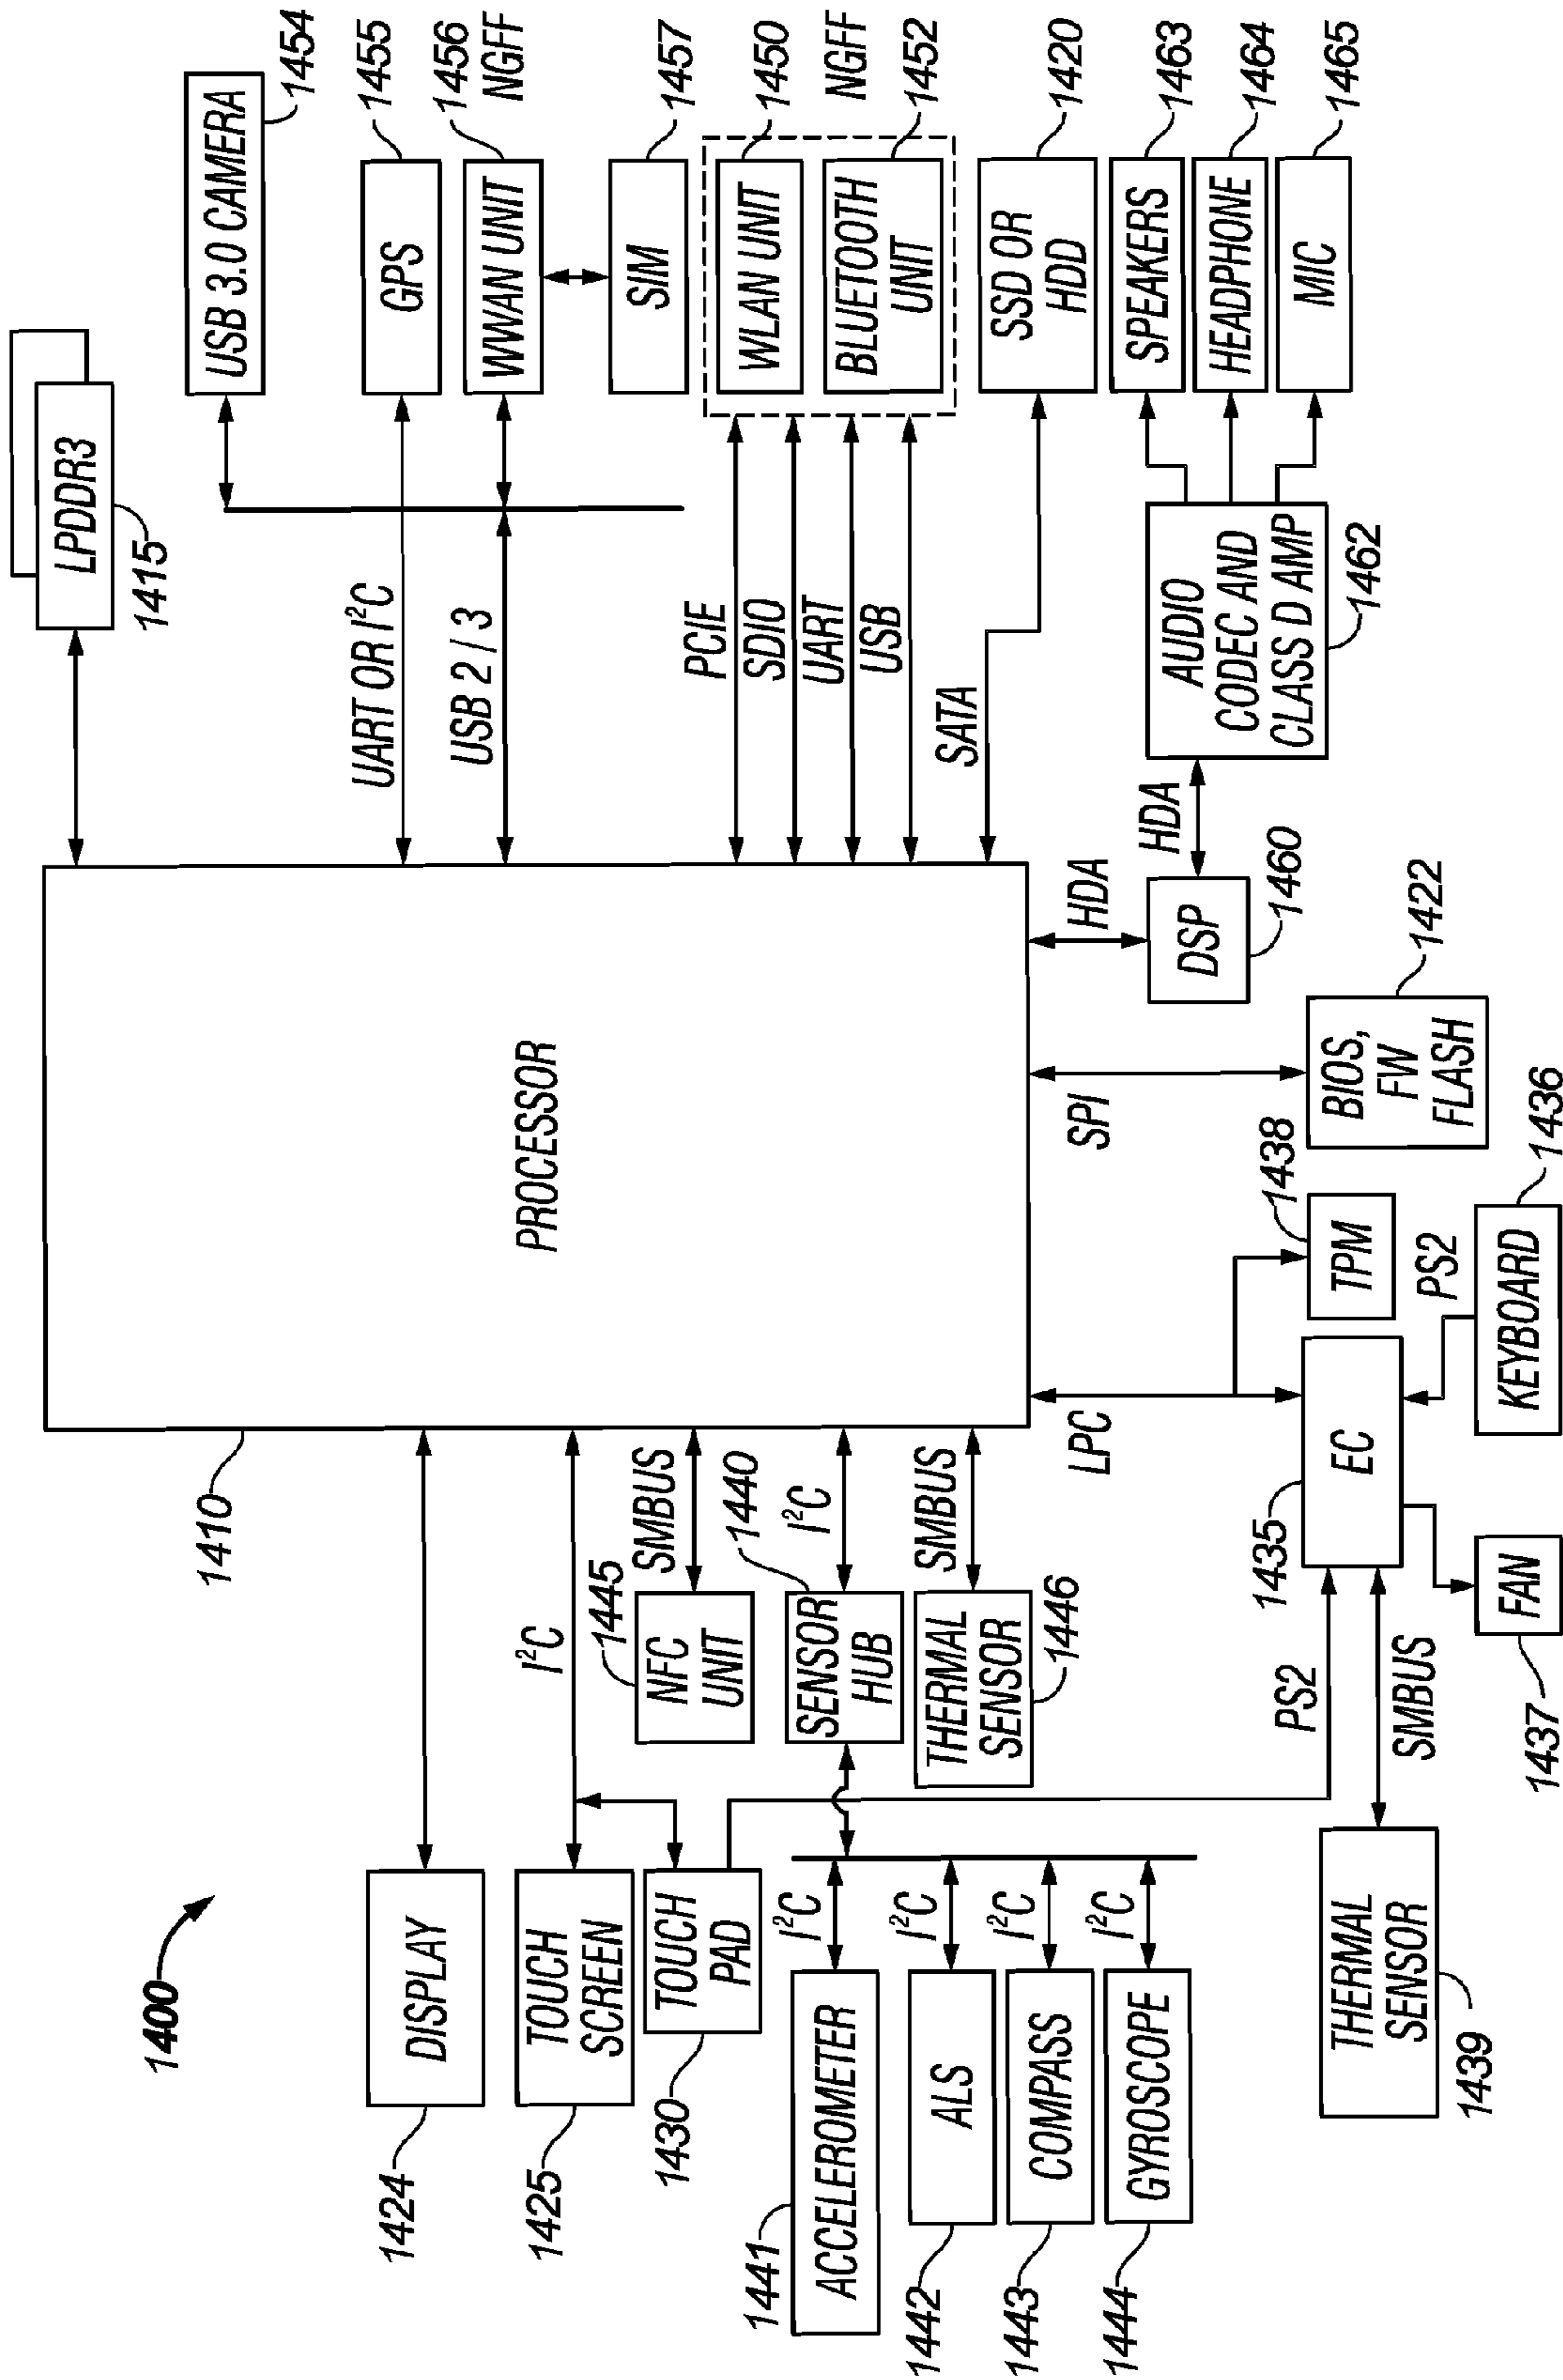 1400
LPDDR3
1415
USB 3.0 CAMERA
1454
1410
PROCESSOR
DISPLAY
1424
UART OR I²C
GPS
1455
USB 2 / 3
WWAN UNIT
1456
NGFF
SIM
1457
TOUCH
SCREEN
1425
I²C
TOUCH
PAD
1430
NFC
UNIT
1445
SMBUS
SENSOR
HUB
1440
I²C
THERMAL
SENSOR
1446
SMBUS
PCIE
SDIO
UART
USB
WLAN UNIT
1450
BLUETOOTH
UNIT
1452
NGFF
SATA
SSD OR
HDD
1420
ACCELEROMETER
1441
I²C
ALS
1442
I²C
COMPASS
1443
I²C
GYROSCOPE
1444
I²C
LPC
SPI
HDA
DSP
1460
HDA
AUDIO
CODEC AND
CLASS D AMP
1462
SPEAKERS
1463
HEADPHONE
1464
MIC
1465
PS2
SMBUS
THERMAL
SENSOR
1439
EC
1435
TPM
1438
BIOS,
FW
FLASH
1422
FAN
1437
PS2
KEYBOARD
1436